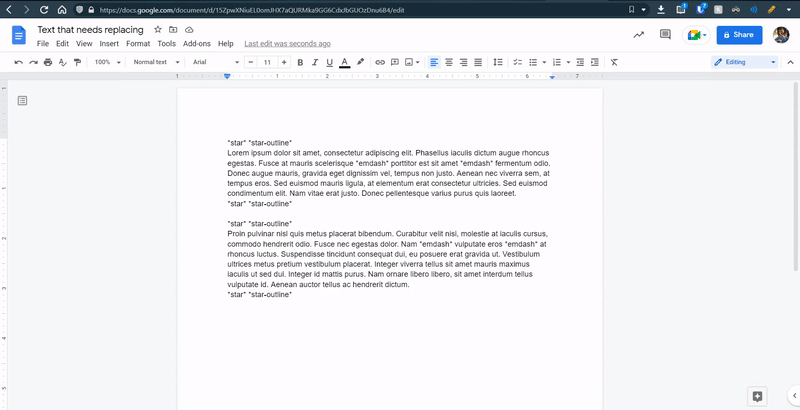 https://docs.google.com/document/d/15ZpwXNiuEL0omJHX7aQURMka9GG6CdxJbGUOzDnu6B4/edit
Text that needs replacing
File Edit View Insert Format Tools Add-ons Help Last edit was seconds ago
Share
100% Normal text Arial 11 B I U A Editing
1 1 2 3 4 5 6 7
*star* *star-outline*
Lorem ipsum dolor sit amet, consectetur adipiscing elit. Phasellus iaculis dictum augue rhoncus
egestas. Fusce at mauris scelerisque *emdash* porttitor est sit amet *emdash* fermentum odio.
Donec augue mauris, gravida eget dignissim vel, tempus non justo. Aenean nec viverra sem, at
tempus eros. Sed euismod mauris ligula, at elementum erat consectetur ultricies. Sed euismod
condimentum elit. Nam vitae erat justo. Donec pellentesque varius purus quis laoreet.
*star* *star-outline*
*star* *star-outline*
Proin pulvinar nisl quis metus placerat bibendum. Curabitur velit nisi, molestie at iaculis cursus,
commodo hendrerit odio. Fusce nec egestas dolor. Nam *emdash* vulputate eros *emdash* at
rhoncus luctus. Suspendisse tincidunt consequat dui, eu posuere erat gravida ut. Vestibulum
ultrices metus pretium vestibulum placerat. Integer viverra tellus sit amet mauris maximus
iaculis ut sed dui. Integer id mattis purus. Nam ornare libero libero, sit amet interdum tellus
vulputate id. Aenean auctor tellus ac hendrerit dictum.
*star* *star-outline*